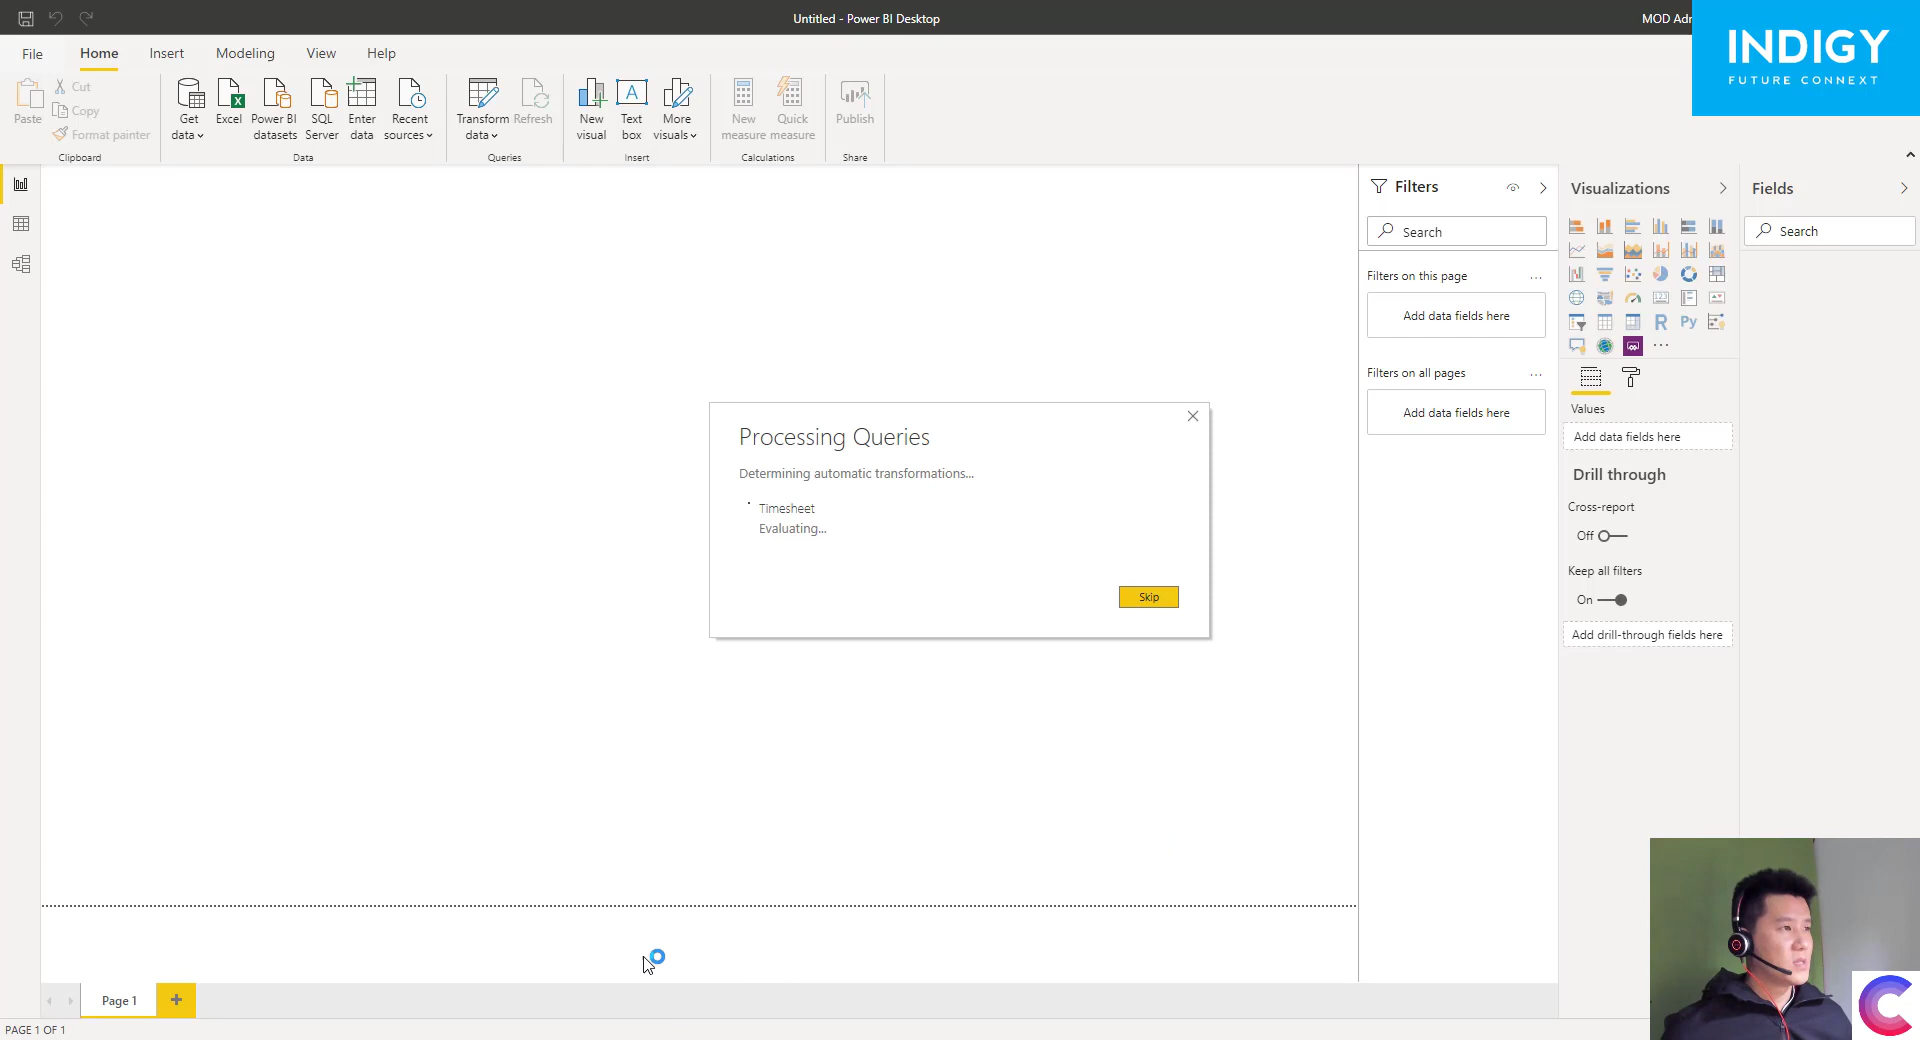 Untitled - Power BI Desktop
MOD Adm
INDIGY
FUTURE CONNEXT
File
Home
Insert
Modeling
View
Help
Paste
Cut
Copy
Format painter
Clipboard
Get
data
Excel
Power BI
datasets
SQL
Server
Enter
data
Recent
sources
Data
Transform
data
Refresh
Queries
New
visual
Text
box
More
visuals
Insert
New
measure
Quick
measure
Calculations
Publish
Share
Filters
Search
Filters on this page
Add data fields here
Filters on all pages
Add data fields here
Visualizations
R
Py
Values
Add data fields here
Drill through
Cross-report
Off
Keep all filters
On
Add drill-through fields here
Fields
Search
Processing Queries
Determining automatic transformations...
Timesheet
Evaluating...
Skip
Page 1
PAGE 1 OF 1